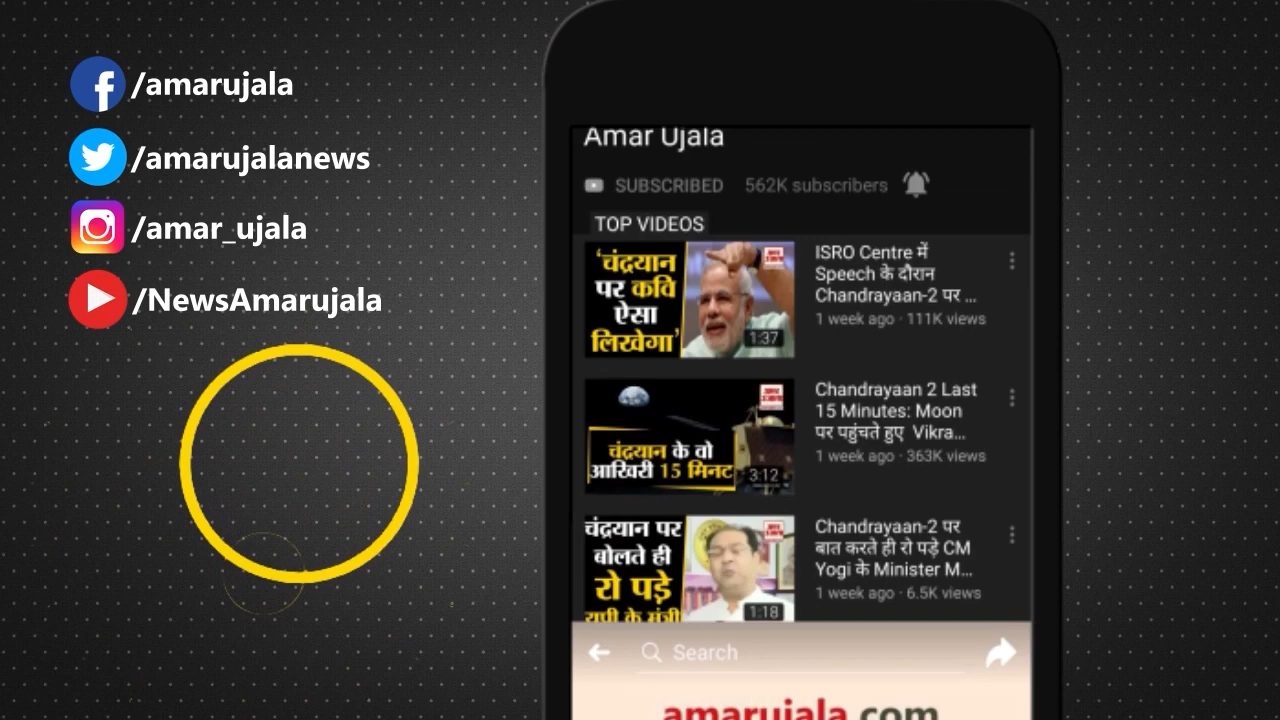 /amarujala
/amarujalanews
/amar_ujala
/NewsAmarujala
Amar Ujala
SUBSCRIBED 562K subscribers
TOP VIDEOS
'चंद्रयान
पर कवि
ऐसा
लिखेगा'
1:37
ISRO Centre में
Speech के दौरान
Chandrayaan-2 पर ...
1 week ago · 111K views
चंद्रयान के वो
आखिरी 15 मिनट
3:12
Chandrayaan 2 Last
15 Minutes: Moon
पर पहुंचते हुए Vikra...
1 week ago · 363K views
चंद्रयान पर
बोलते ही
रो पड़े
यूपी के मंत्री
1:18
Chandrayaan-2 पर
बात करते ही रो पड़े CM
Yogi के Minister M...
1 week ago · 6.5K views
Search
amarujala.com